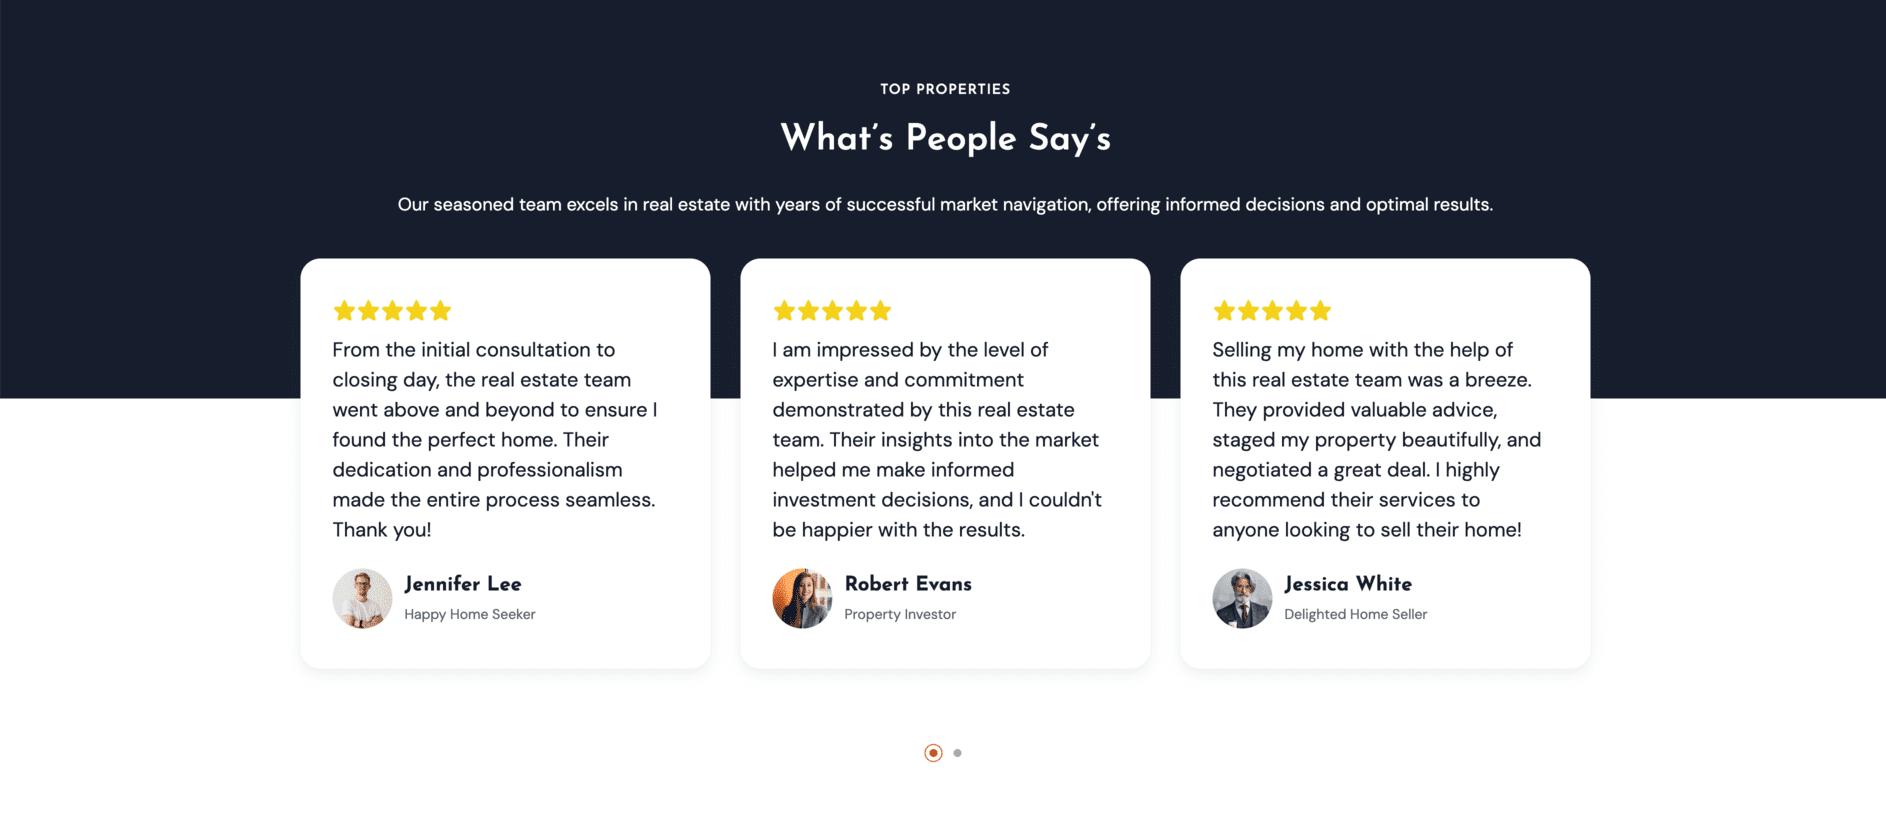 TOP PROPERTIES
What's People Say's
Our seasoned team excels in real estate with years of successful market navigation, offering informed decisions and optimal results.
From the initial consultation to
closing day, the real estate team
went above and beyond to ensure I
found the perfect home. Their
dedication and professionalism
made the entire process seamless.
Thank you!
Jennifer Lee
Happy Home Seeker
I am impressed by the level of
expertise and commitment
demonstrated by this real estate
team. Their insights into the market
helped me make informed
investment decisions, and I couldn't
be happier with the results.
Robert Evans
Property Investor
Selling my home with the help of
this real estate team was a breeze.
They provided valuable advice,
staged my property beautifully, and
negotiated a great deal. I highly
recommend their services to
anyone looking to sell their home!
Jessica White
Delighted Home Seller